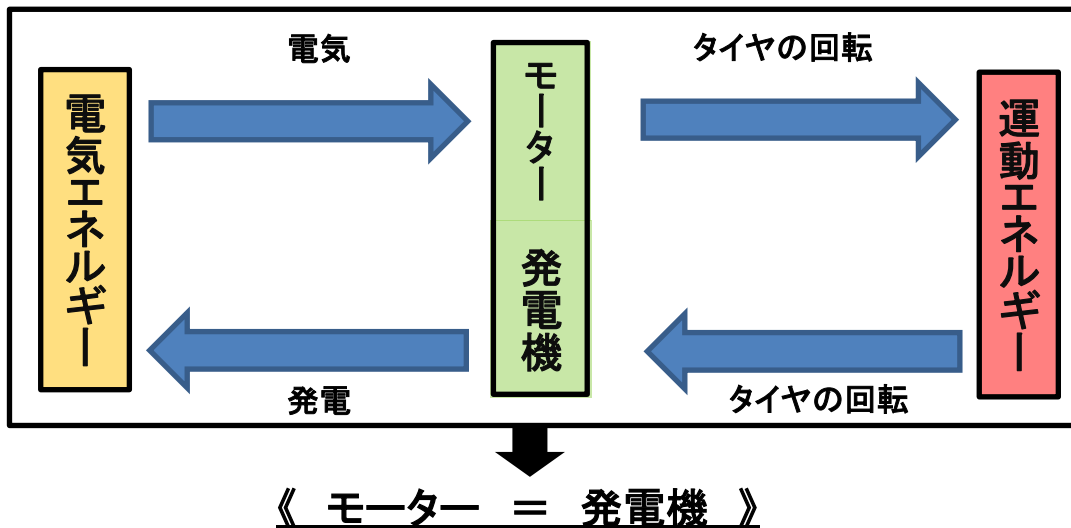 電気
タイヤの回転
電気エネルギー
モーター
発電機
運動エネルギー
発電
タイヤの回転
《 モーター ＝ 発電機 》